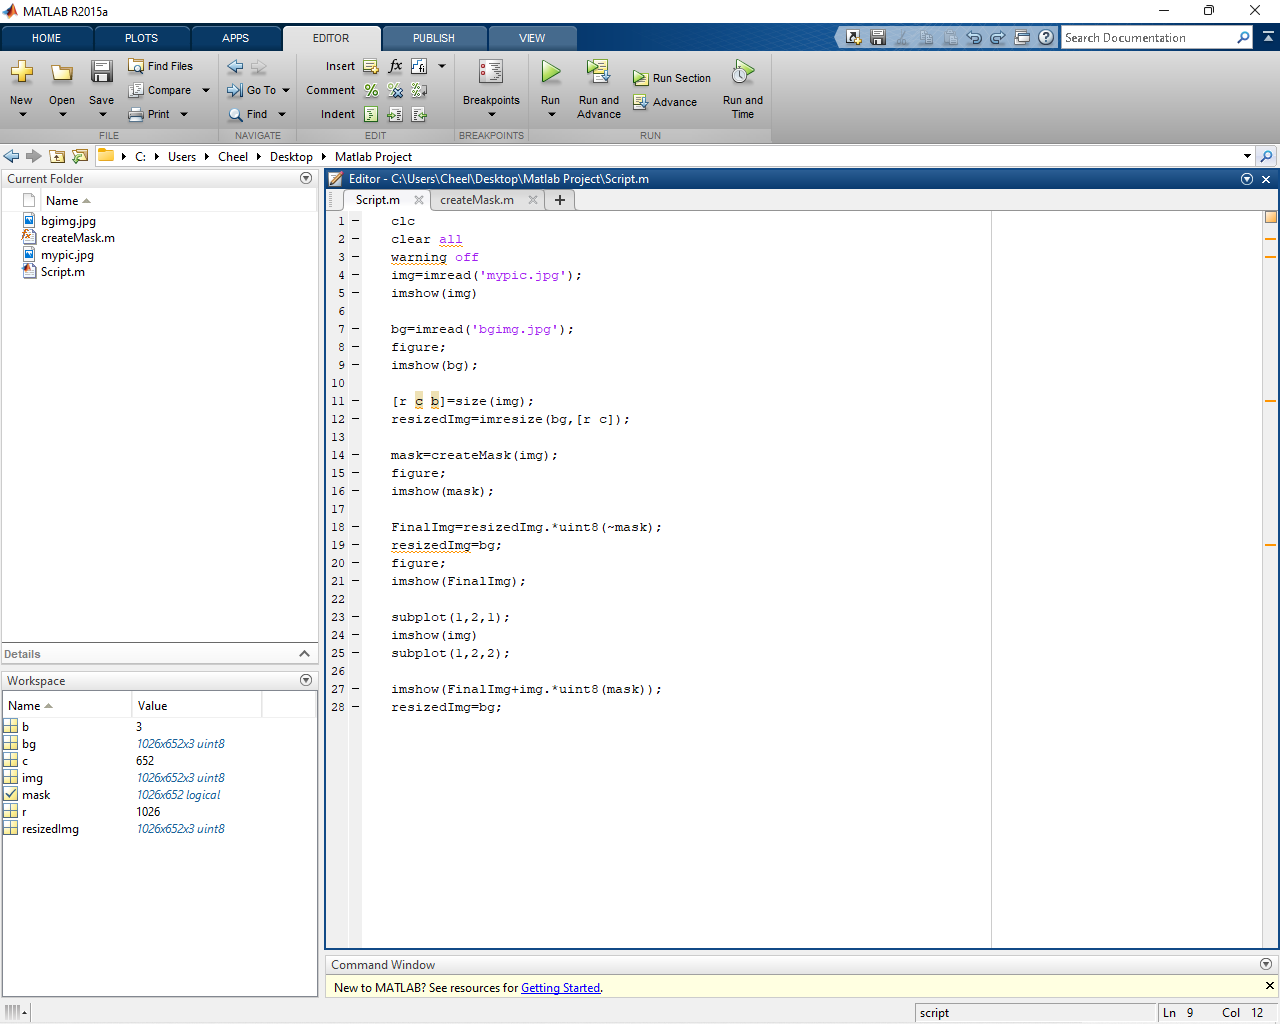 MATLAB R2015a
HOME PLOTS APPS EDITOR PUBLISH VIEW
Search Documentation
New Open Save
Find Files
Compare
Print
Go To
Find
Insert fx
Comment
Indent
Breakpoints
Run
Run and Advance
Run Section
Advance
Run and Time
FILE NAVIGATE EDIT BREAKPOINTS RUN
C: Users Cheel Desktop Matlab Project
Current Folder
Name
bgimg.jpg
createMask.m
mypic.jpg
Script.m
Details
Workspace
Name Value
b 3
bg 1026x652x3 uint8
c 652
img 1026x652x3 uint8
mask 1026x652 logical
r 1026
resizedImg 1026x652x3 uint8
Editor - C:\Users\Cheel\Desktop\Matlab Project\Script.m
Script.m createMask.m
1 clc
2 clear all
3 warning off
4 img=imread('mypic.jpg');
5 imshow(img)
6
7 bg=imread('bgimg.jpg');
8 figure;
9 imshow(bg);
10
11 [r c b]=size(img);
12 resizedImg=imresize(bg,[r c]);
13
14 mask=createMask(img);
15 figure;
16 imshow(mask);
17
18 FinalImg=resizedImg.*uint8(~mask);
19 resizedImg=bg;
20 figure;
21 imshow(FinalImg);
22
23 subplot(1,2,1);
24 imshow(img)
25 subplot(1,2,2);
26
27 imshow(FinalImg+img.*uint8(mask));
28 resizedImg=bg;
Command Window
New to MATLAB? See resources for Getting Started.
script Ln 9 Col 12